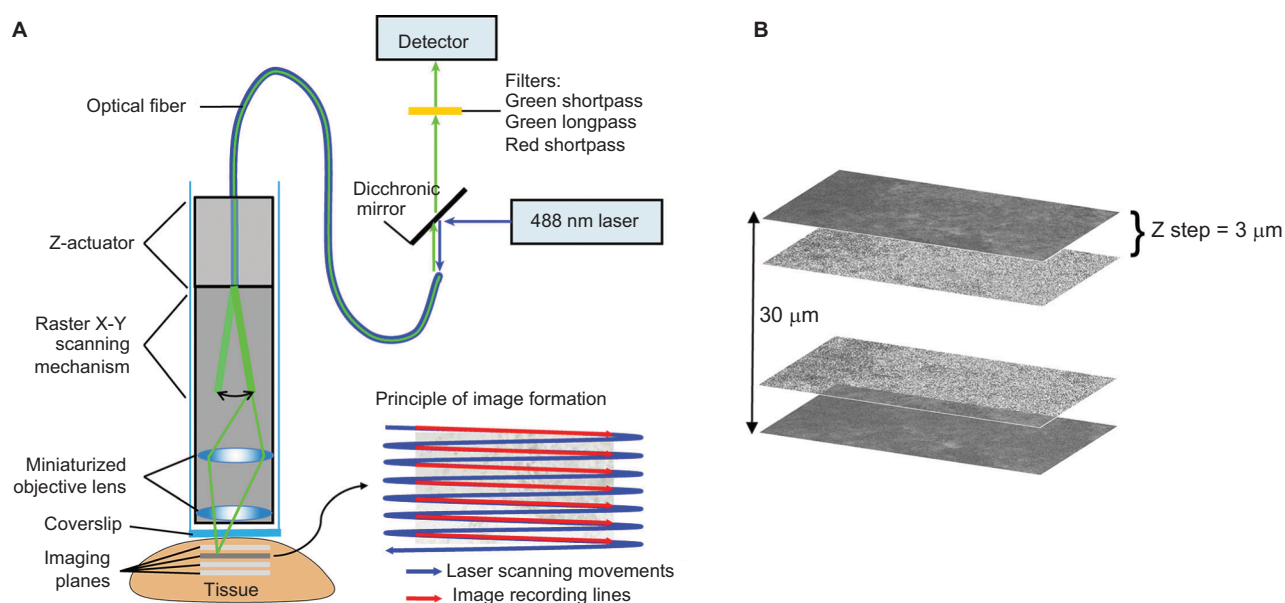 A
Detector
Filters:
Green shortpass
Green longpass
Red shortpass
Optical fiber
Dicchronic
mirror
488 nm laser
Z-actuator
Raster X-Y
scanning
mechanism
Principle of image formation
Miniaturized
objective lens
Coverslip
Imaging
planes
Tissue
Laser scanning movements
Image recording lines
B
Z step = 3 μm
30 μm